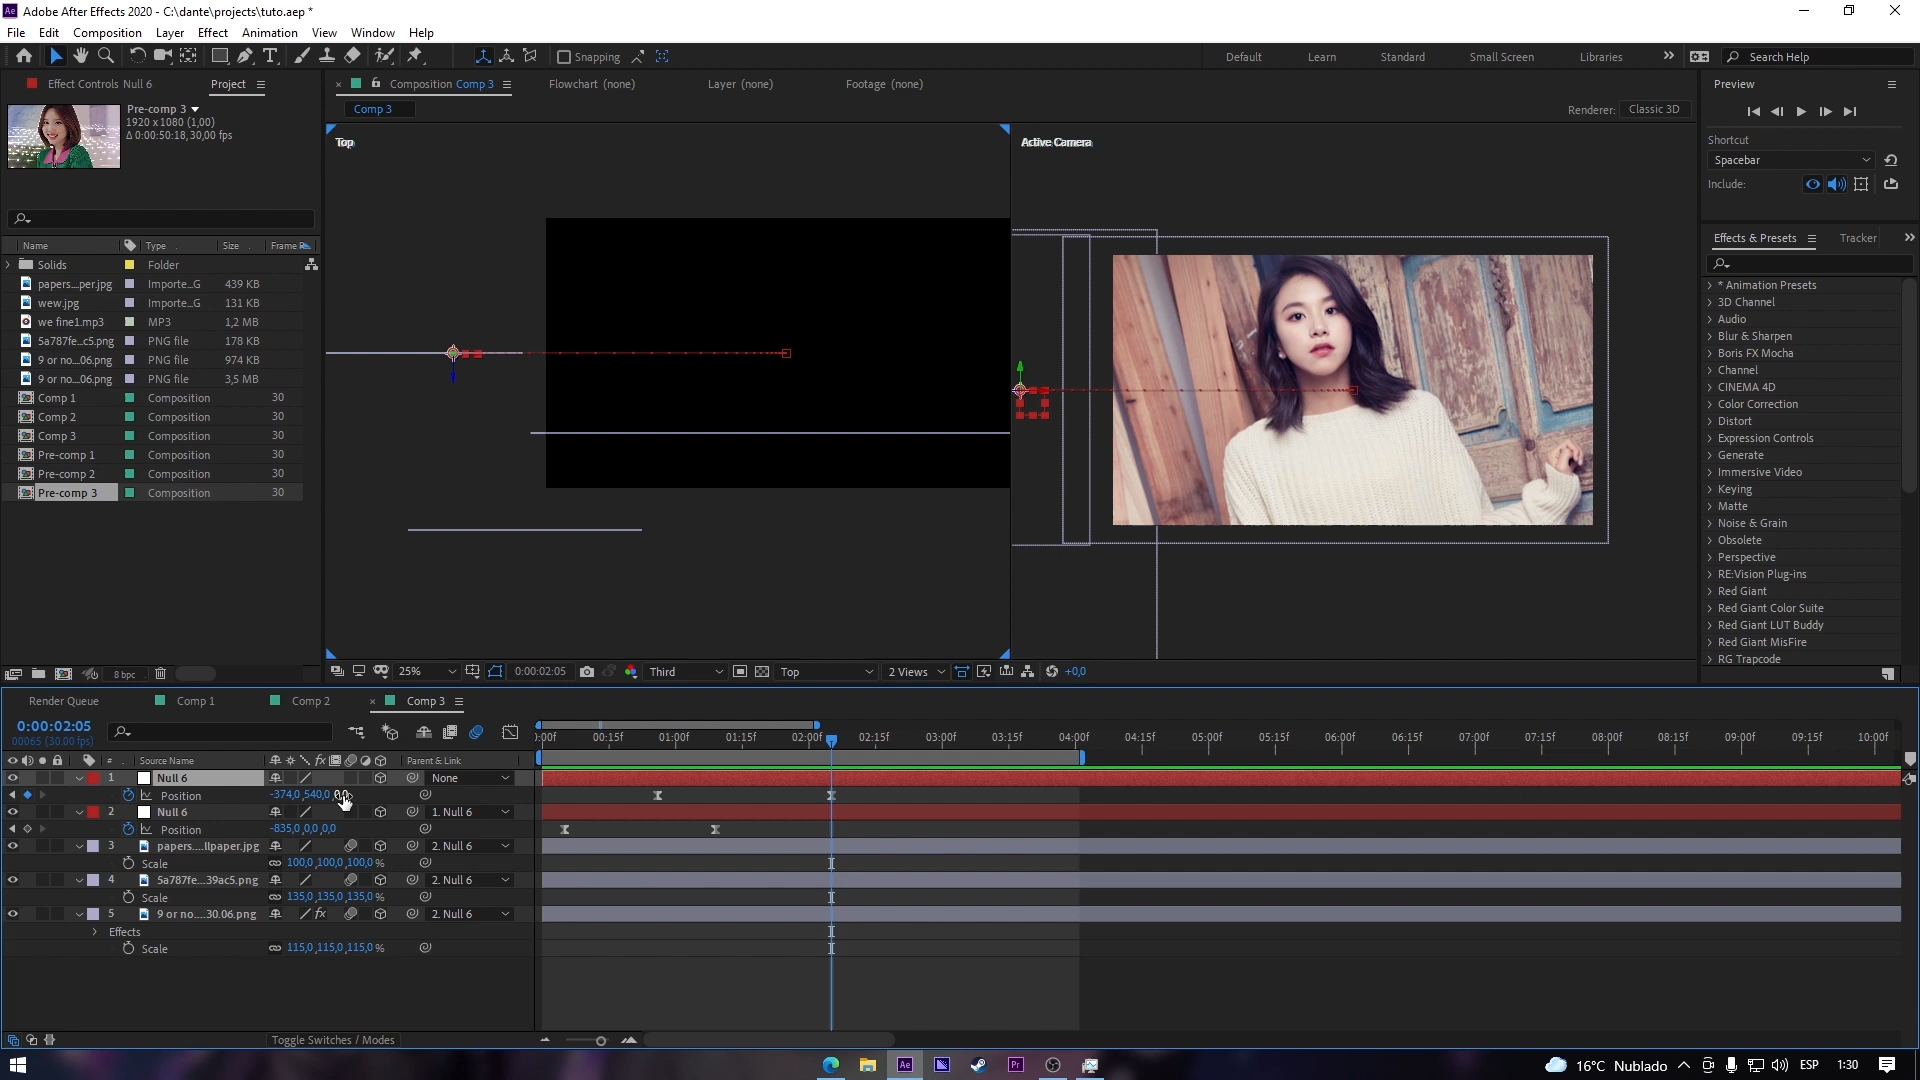 Adobe After Effects 2020 - C:\dante\projects\tuto.aep *
File Edit Composition Layer Effect Animation View Window Help
Snapping Default Learn Standard Small Screen Libraries Search Help
Effect Controls Null 6 Project
Pre-comp 3
1920 x 1080 (1,00)
Δ 0:00:50:18, 30,00 fps
Name Type Size Frame R
Solids Folder
papers...per.jpg Importe...G 439 KB
wew.jpg Importe...G 131 KB
we fine1.mp3 MP3 1,2 MB
5a787fe...c5.png PNG file 178 KB
9 or no...06.png PNG file 974 KB
9 or no...06.png PNG file 3,5 MB
Comp 1 Composition 30
Comp 2 Composition 30
Comp 3 Composition 30
Pre-comp 1 Composition 30
Pre-comp 2 Composition 30
Pre-comp 3 Composition 30
8 bpc
Composition Comp 3 Flowchart (none) Layer (none) Footage (none)
Comp 3 Renderer: Classic 3D
Top
Active Camera
25% 0:00:02:05 Third Top 2 Views +0,0
Preview
Shortcut
Spacebar
Include:
Effects & Presets Tracker
* Animation Presets
3D Channel
Audio
Blur & Sharpen
Boris FX Mocha
Channel
CINEMA 4D
Color Correction
Distort
Expression Controls
Generate
Immersive Video
Keying
Matte
Noise & Grain
Obsolete
Perspective
RE:Vision Plug-ins
Red Giant
Red Giant Color Suite
Red Giant LUT Buddy
Red Giant MisFire
RG Trapcode
Render Queue Comp 1 Comp 2 Comp 3
0:00:02:05
00065 (30.00 fps)
):00f 00:15f 01:00f 01:15f 02:00f 02:15f 03:00f 03:15f 04:00f 04:15f 05:00f 05:15f 06:00f 06:15f 07:00f 07:15f 08:00f 08:15f 09:00f 09:15f 10:00f
# Source Name fx Parent & Link
1 Null 6 None
Position -374,0,540,0,0,0
2 Null 6 1. Null 6
Position -835,0,0,0,0,0
3 papers....llpaper.jpg 2. Null 6
Scale 100,0,100,0,100,0 %
4 5a787fe...39ac5.png 2. Null 6
Scale 135,0,135,0,135,0 %
5 9 or no....30.06.png fx 2. Null 6
Effects
Scale 115,0,115,0,115,0 %
Toggle Switches / Modes
16°C Nublado ESP 1:30